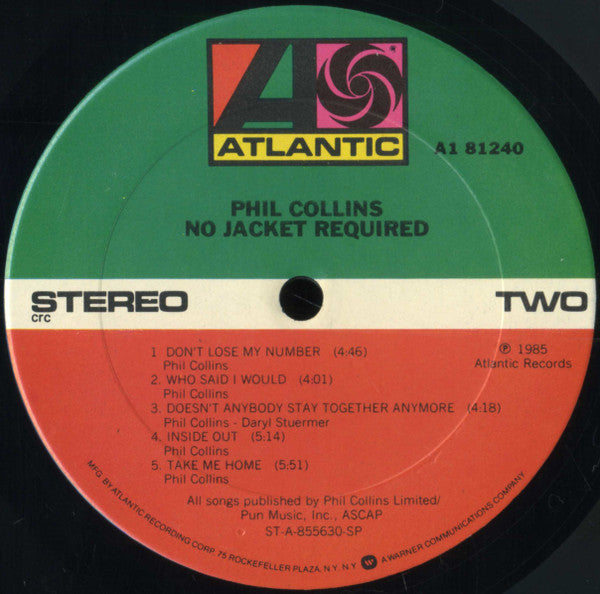 ATLANTIC
A1 81240
PHIL COLLINS
NO JACKET REQUIRED
STEREO
TWO
crc
1 DON'T LOSE MY NUMBER (4:46)
Phil Collins
℗ 1985
Atlantic Records
2. WHO SAID I WOULD (4:01)
Phil Collins
3. DOESN'T ANYBODY STAY TOGETHER ANYMORE (4:18)
Phil Collins - Daryl Stuermer
4. INSIDE OUT (5:14)
Phil Collins
5. TAKE ME HOME (5:51)
Phil Collins
All songs published by Phil Collins Limited/
Pun Music, Inc., ASCAP
ST-A-855630-SP
MFG. BY ATLANTIC RECORDING CORP. 75 ROCKEFELLER PLAZA, N.Y. N.Y. W A WARNER COMMUNICATIONS COMPANY